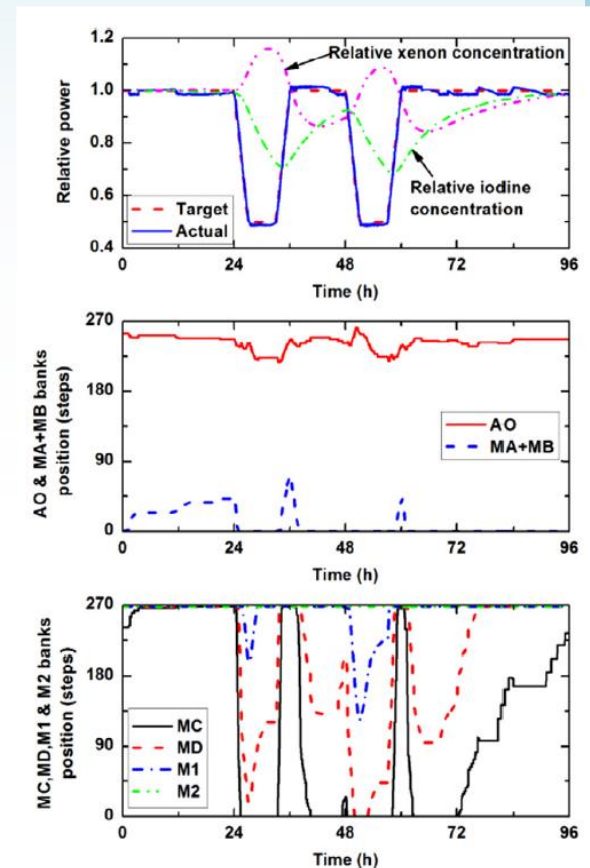 1.2
1.0
0.8
0.6
0.4
Relative power
Relative xenon concentration
Relative iodine
concentration
Target
Actual
0 24 48 72 96
Time (h)
270
180
90
0
AO & MA+MB banks
position (steps)
AO
MA+MB
0 24 48 72 96
Time (h)
270
180
90
0
MC,MD,M1 & M2 banks
position (steps)
MC
MD
M1
M2
0 24 48 72 96
Time (h)